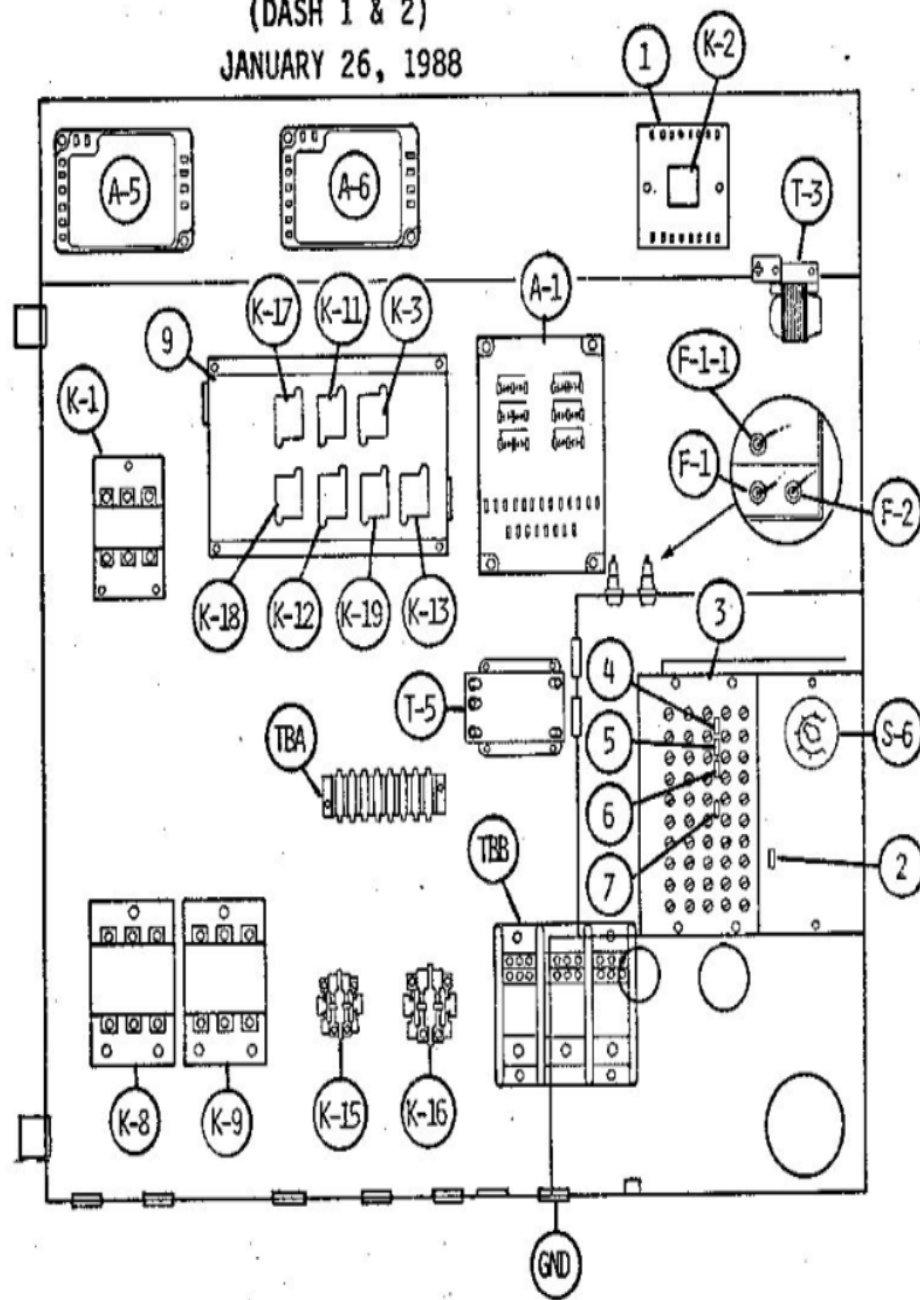 (DASH 1 & 2)
JANUARY 26, 1988
1
K-2
A-5
A-6
T-3
A-1
K-17
K-11
K-3
9
K-1
F-1-1
F-1
F-2
K-18
K-12
K-19
K-13
3
4
T-5
5
S-6
TBA
6
TBB
7
2
K-8
K-9
K-15
K-16
GND